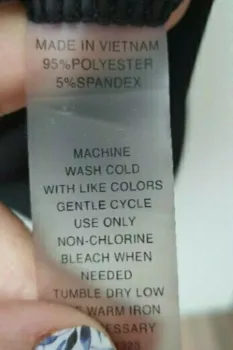 MADE IN VIETNAM
95%POLYESTER
5%SPANDEX
MACHINE
WASH COLD
WITH LIKE COLORS
GENTLE CYCLE
USE ONLY
NON-CHLORINE
BLEACH WHEN
NEEDED
TUMBLE DRY LOW
WARM IRON